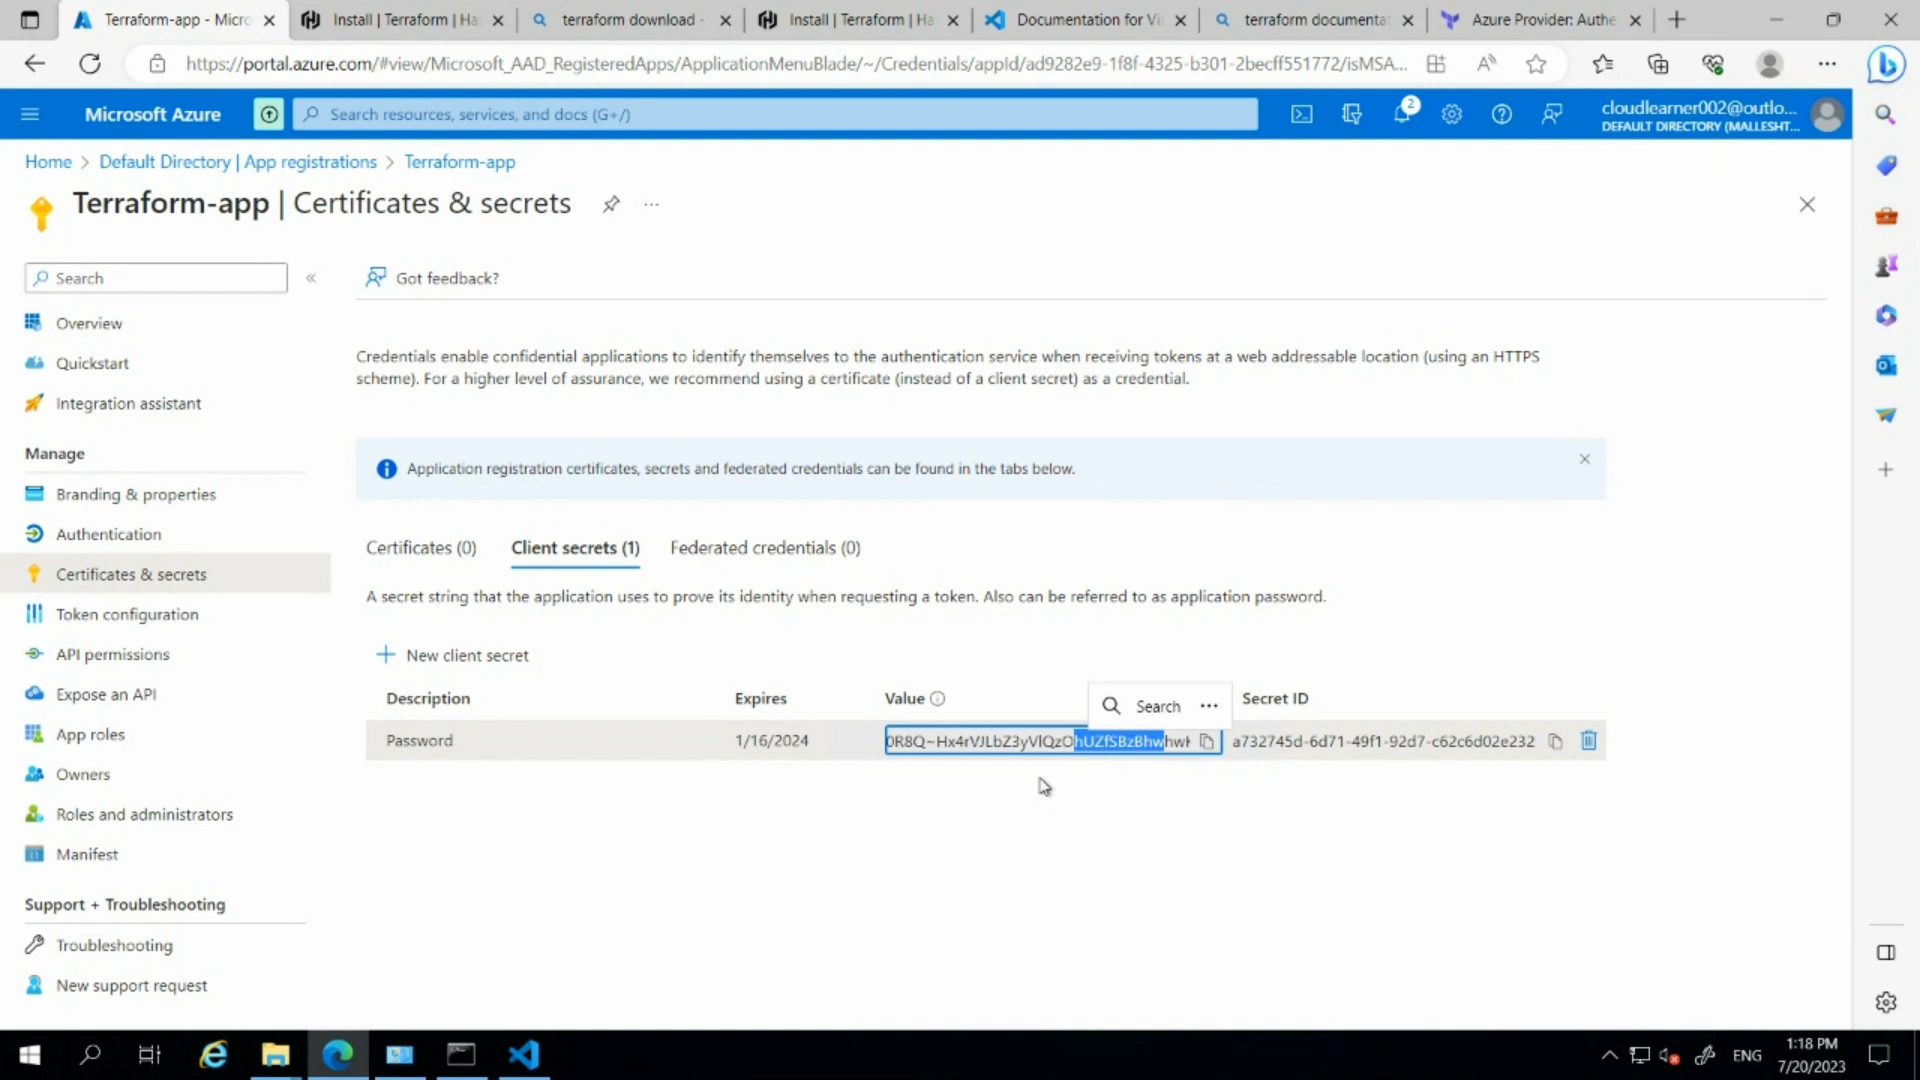 Terraform-app - Micro
Install | Terraform | Ha
terraform download -
Install | Terraform | Ha
Documentation for Vi
terraform documenta
Azure Provider: Authe
https://portal.azure.com/#view/Microsoft_AAD_RegisteredApps/ApplicationMenuBlade/~/Credentials/appId/ad9282e9-1f8f-4325-b301-2becff551772/isMSA...
Microsoft Azure
Search resources, services, and docs (G+/)
2
cloudlearner002@outlo...
DEFAULT DIRECTORY (MALLESHT...
Home > Default Directory | App registrations > Terraform-app
Terraform-app | Certificates & secrets
Search
Got feedback?
Overview
Quickstart
Integration assistant
Manage
Branding & properties
Authentication
Certificates & secrets
Token configuration
API permissions
Expose an API
App roles
Owners
Roles and administrators
Manifest
Support + Troubleshooting
Troubleshooting
New support request
Credentials enable confidential applications to identify themselves to the authentication service when receiving tokens at a web addressable location (using an HTTPS
scheme). For a higher level of assurance, we recommend using a certificate (instead of a client secret) as a credential.
Application registration certificates, secrets and federated credentials can be found in the tabs below.
Certificates (0) Client secrets (1) Federated credentials (0)
A secret string that the application uses to prove its identity when requesting a token. Also can be referred to as application password.
New client secret
Description Expires Value Search Secret ID
Password 1/16/2024 0R8Q~Hx4rVJLbZ3yVlQzOhUZfSBzBhwhwh a732745d-6d71-49f1-92d7-c62c6d02e232
ENG
1:18 PM
7/20/2023